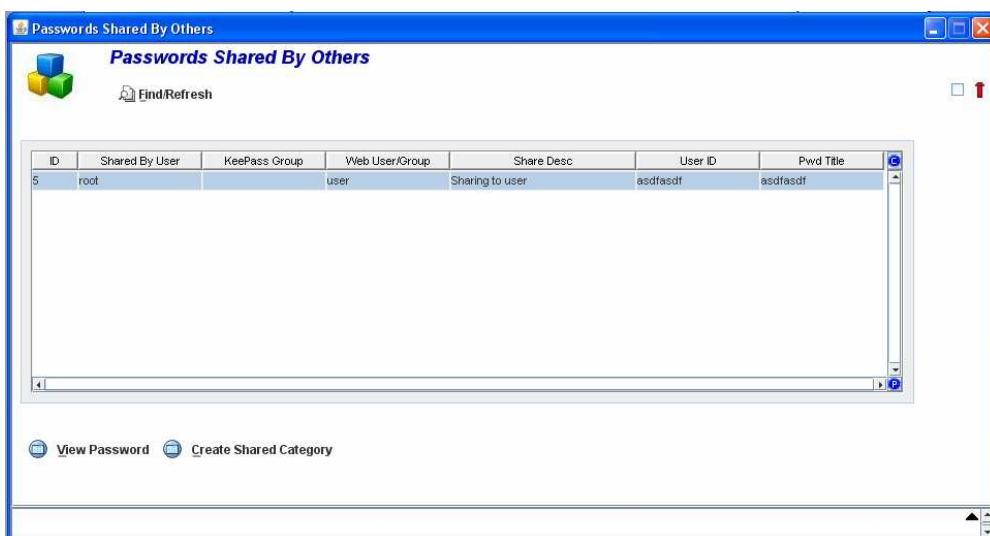 Passwords Shared By Others
Passwords Shared By Others
Find/Refresh
ID Shared By User KeePass Group Web User/Group Share Desc User ID Pwd Title C
5 root user Sharing to user asdfasdf asdfasdf
P
View Password Create Shared Category